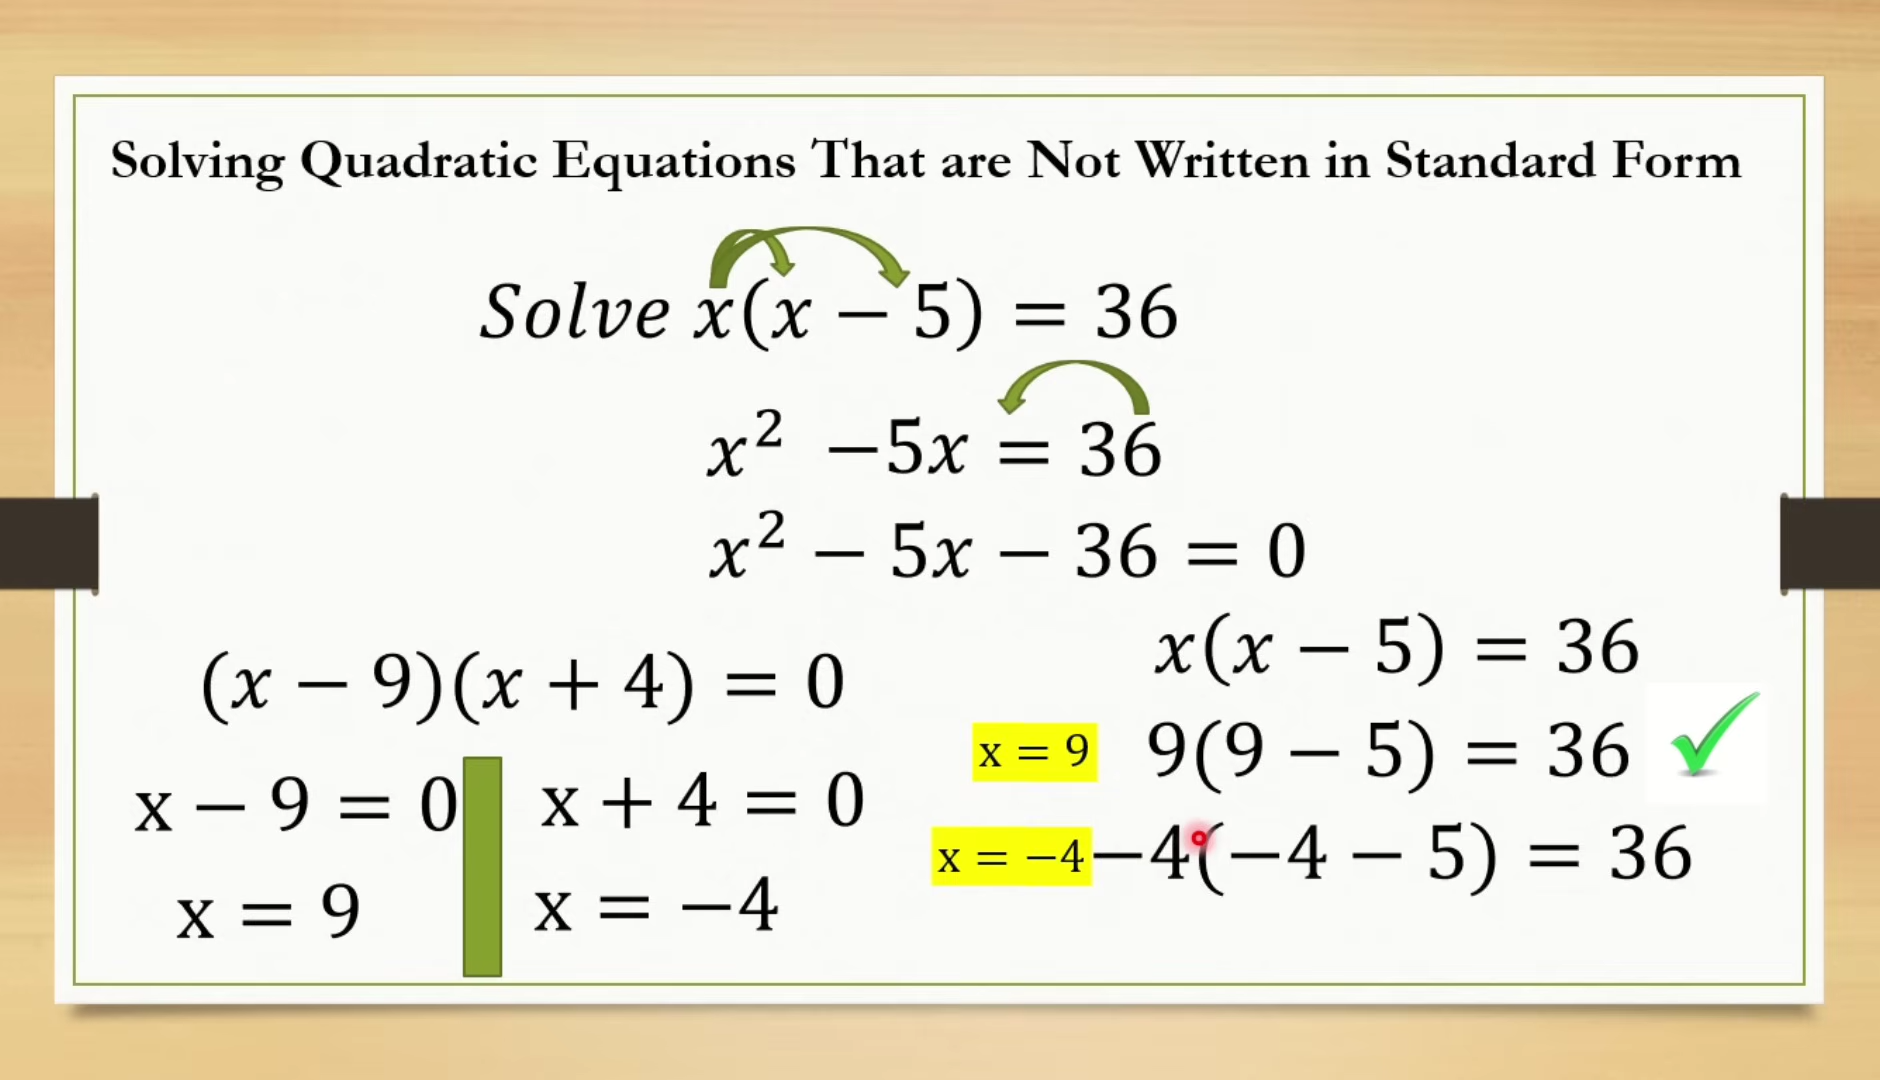 Solving Quadratic Equations That are Not Written in Standard Form
Solve x(x − 5) = 36
x² −5x = 36
x² − 5x − 36 = 0
(x − 9)(x + 4) = 0
x − 9 = 0
x = 9
x + 4 = 0
x = −4
x(x − 5) = 36
x = 9 9(9 − 5) = 36
x = −4 −4(−4 − 5) = 36